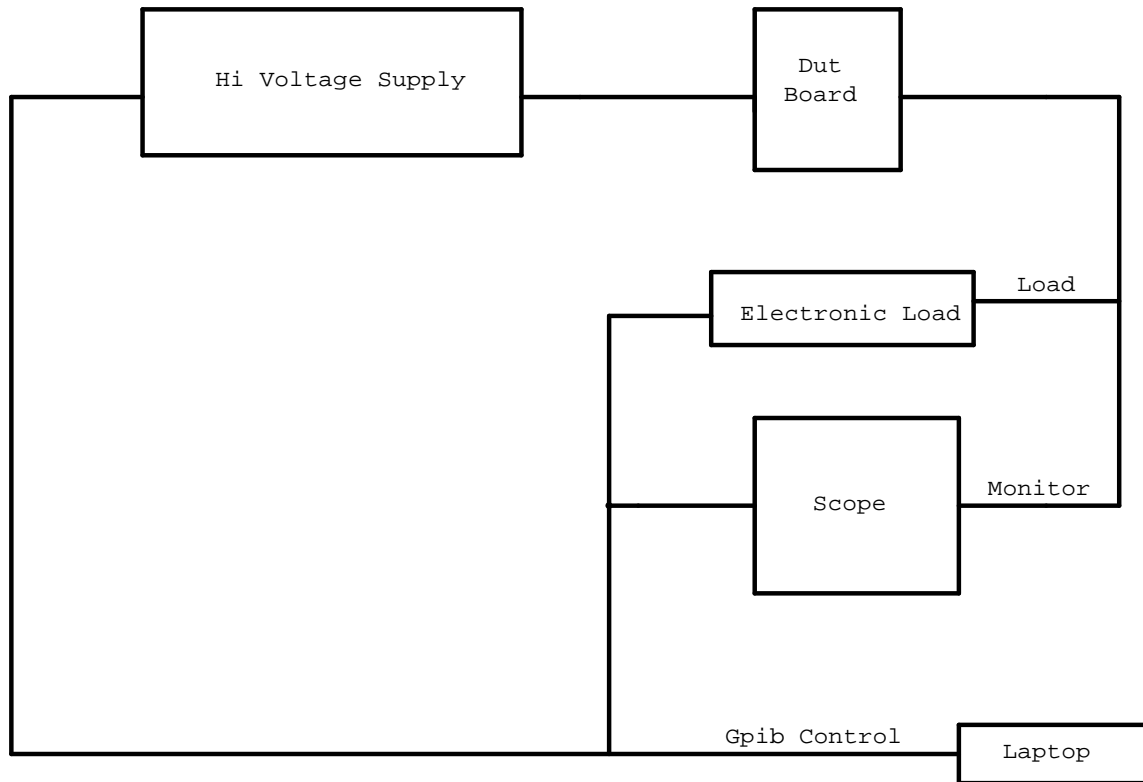 Hi Voltage Supply
Dut
Board
Load
Electronic Load
Monitor
Scope
Gpib Control
Laptop